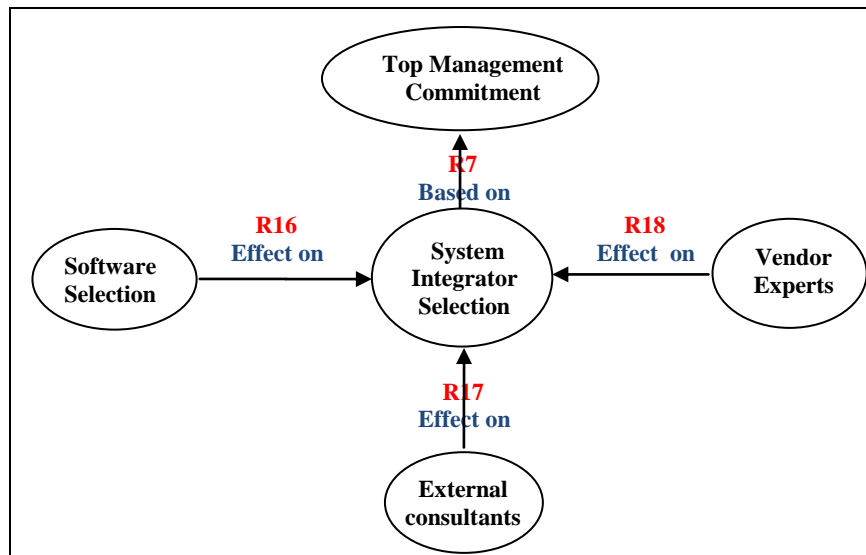 Top Management
Commitment
R7
Based on
R16
Effect on
R18
Effect on
Software
Selection
System
Integrator
Selection
Vendor
Experts
R17
Effect on
External
consultants